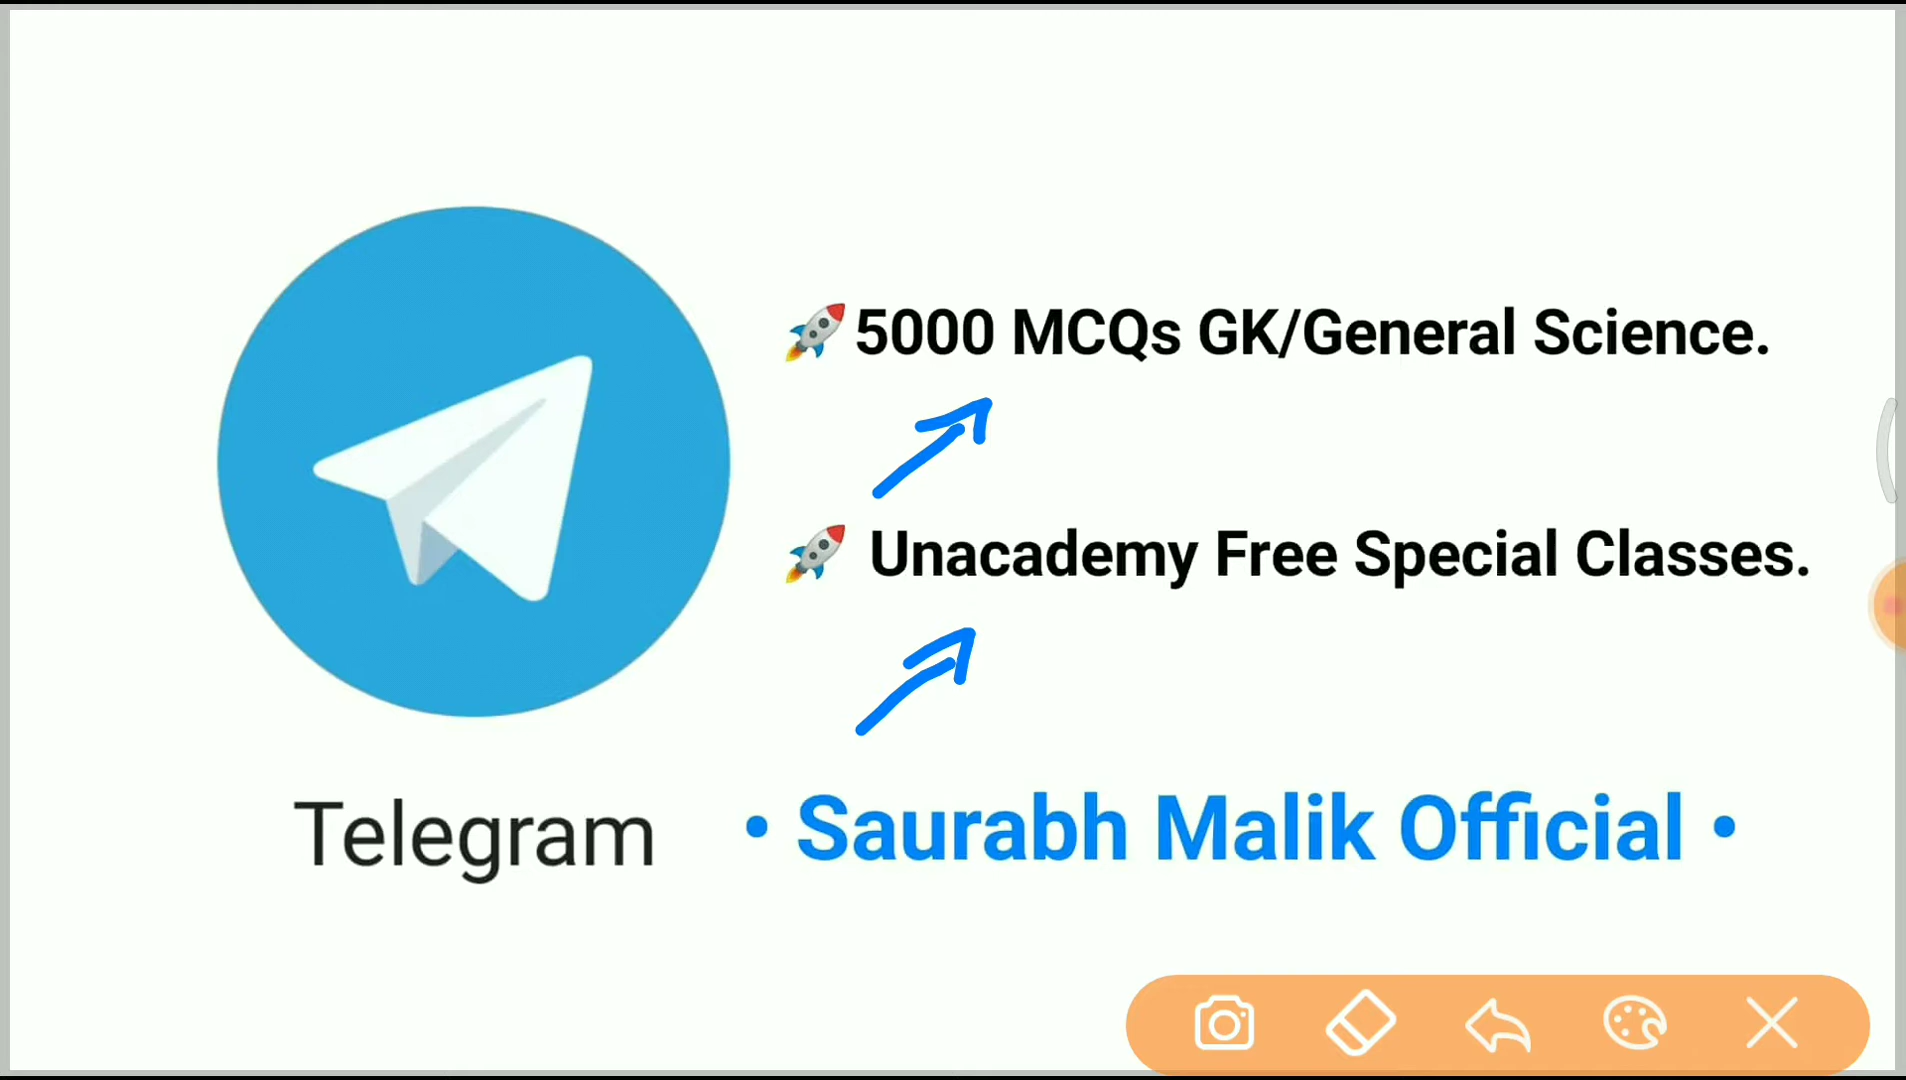 🚀5000 MCQs GK/General Science.
🚀 Unacademy Free Special Classes.
Telegram
• Saurabh Malik Official •